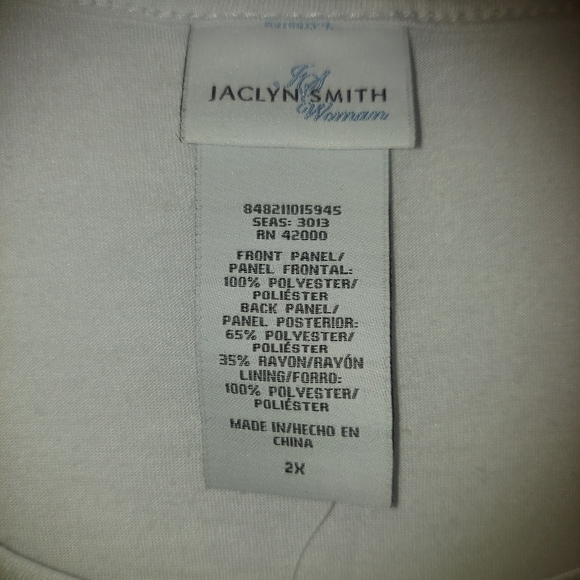 JS
JACLYN SMITH
Woman
848211015945
SEAS: 3013
RN 42000
FRONT PANEL/
PANEL FRONTAL:
100% POLYESTER/
POLIÉSTER
BACK PANEL/
PANEL POSTERIOR:
65% POLYESTER/
POLIÉSTER
35% RAYON/RAYÓN
LINING/FORRO:
100% POLYESTER/
POLIÉSTER
MADE IN/HECHO EN
CHINA
2X